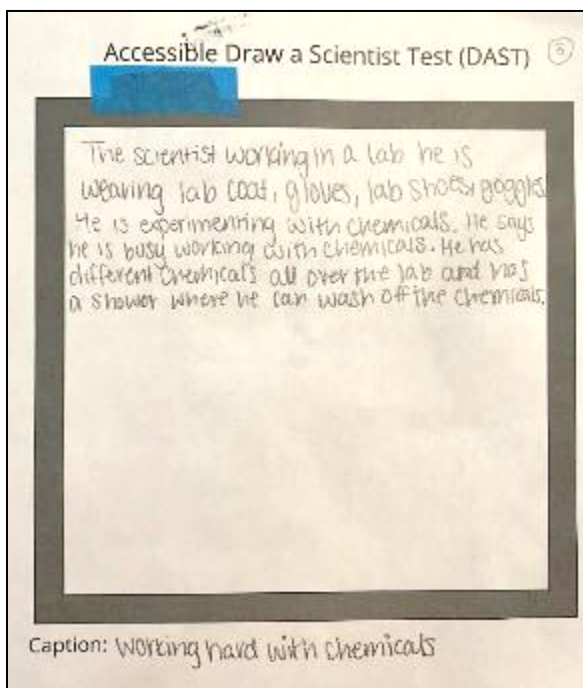 Accessible Draw a Scientist Test (DAST)
The scientist working in a lab he is
wearing lab coat, gloves, lab shoes, goggles
He is experimenting with chemicals. He says
he is busy working with chemicals. He has
different chemicals all over the lab and has
a shower where he can wash off the chemicals.
Caption: working hard with chemicals